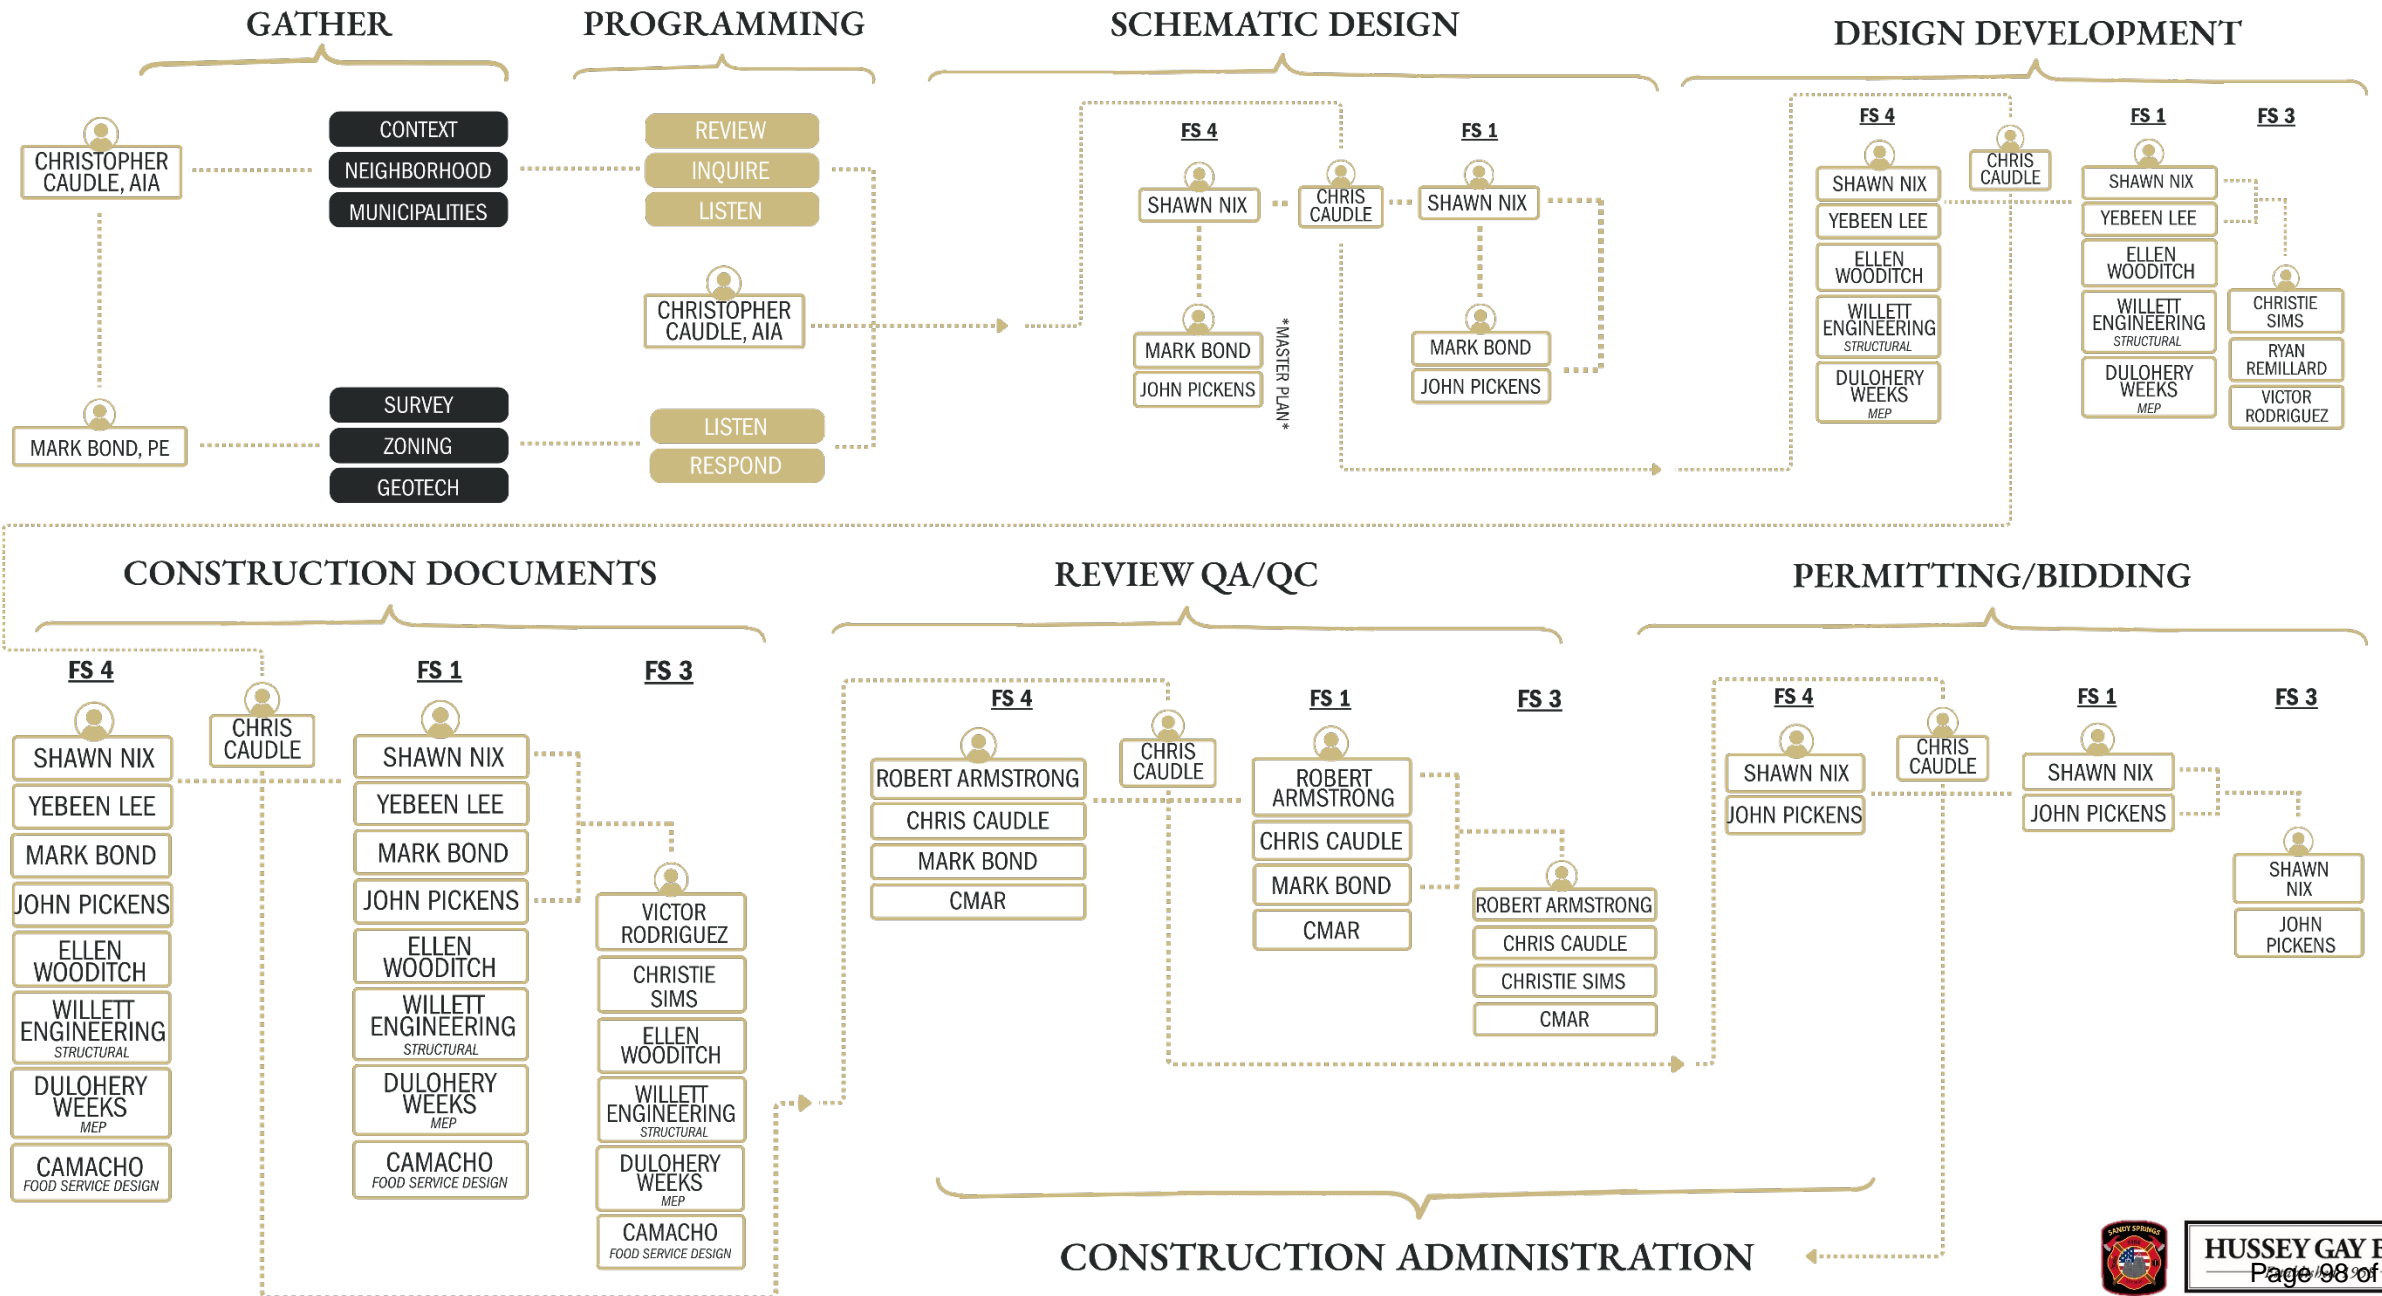 GATHER
CHRISTOPHER
CAUDLE, AIA
CONTEXT
NEIGHBORHOOD
MUNICIPALITIES
MARK BOND, PE
SURVEY
ZONING
GEOTECH
PROGRAMMING
REVIEW
INQUIRE
LISTEN
CHRISTOPHER
CAUDLE, AIA
LISTEN
RESPOND
SCHEMATIC DESIGN
FS 4
SHAWN NIX
MARK BOND
JOHN PICKENS
*MASTER PLAN*
CHRIS
CAUDLE
FS 1
SHAWN NIX
MARK BOND
JOHN PICKENS
DESIGN DEVELOPMENT
FS 4
SHAWN NIX
YEBEEN LEE
ELLEN
WOODITCH
WILLETT
ENGINEERING
STRUCTURAL
DULOHERY
WEEKS
MEP
CHRIS
CAUDLE
FS 1
SHAWN NIX
YEBEEN LEE
ELLEN
WOODITCH
WILLETT
ENGINEERING
STRUCTURAL
DULOHERY
WEEKS
MEP
FS 3
CHRISTIE
SIMS
RYAN
REMILLARD
VICTOR
RODRIGUEZ
CONSTRUCTION DOCUMENTS
FS 4
SHAWN NIX
YEBEEN LEE
MARK BOND
JOHN PICKENS
ELLEN
WOODITCH
WILLETT
ENGINEERING
STRUCTURAL
DULOHERY
WEEKS
MEP
CAMACHO
FOOD SERVICE DESIGN
CHRIS
CAUDLE
FS 1
SHAWN NIX
YEBEEN LEE
MARK BOND
JOHN PICKENS
ELLEN
WOODITCH
WILLETT
ENGINEERING
STRUCTURAL
DULOHERY
WEEKS
MEP
CAMACHO
FOOD SERVICE DESIGN
FS 3
VICTOR
RODRIGUEZ
CHRISTIE
SIMS
ELLEN
WOODITCH
WILLETT
ENGINEERING
STRUCTURAL
DULOHERY
WEEKS
MEP
CAMACHO
FOOD SERVICE DESIGN
REVIEW QA/QC
FS 4
ROBERT ARMSTRONG
CHRIS CAUDLE
MARK BOND
CMAR
CHRIS
CAUDLE
FS 1
ROBERT
ARMSTRONG
CHRIS CAUDLE
MARK BOND
CMAR
FS 3
ROBERT ARMSTRONG
CHRIS CAUDLE
CHRISTIE SIMS
CMAR
PERMITTING/BIDDING
FS 4
SHAWN NIX
JOHN PICKENS
CHRIS
CAUDLE
FS 1
SHAWN NIX
JOHN PICKENS
FS 3
SHAWN
NIX
JOHN
PICKENS
CONSTRUCTION ADMINISTRATION
SANDY SPRINGS
HUSSEY GAY
Page 98 of